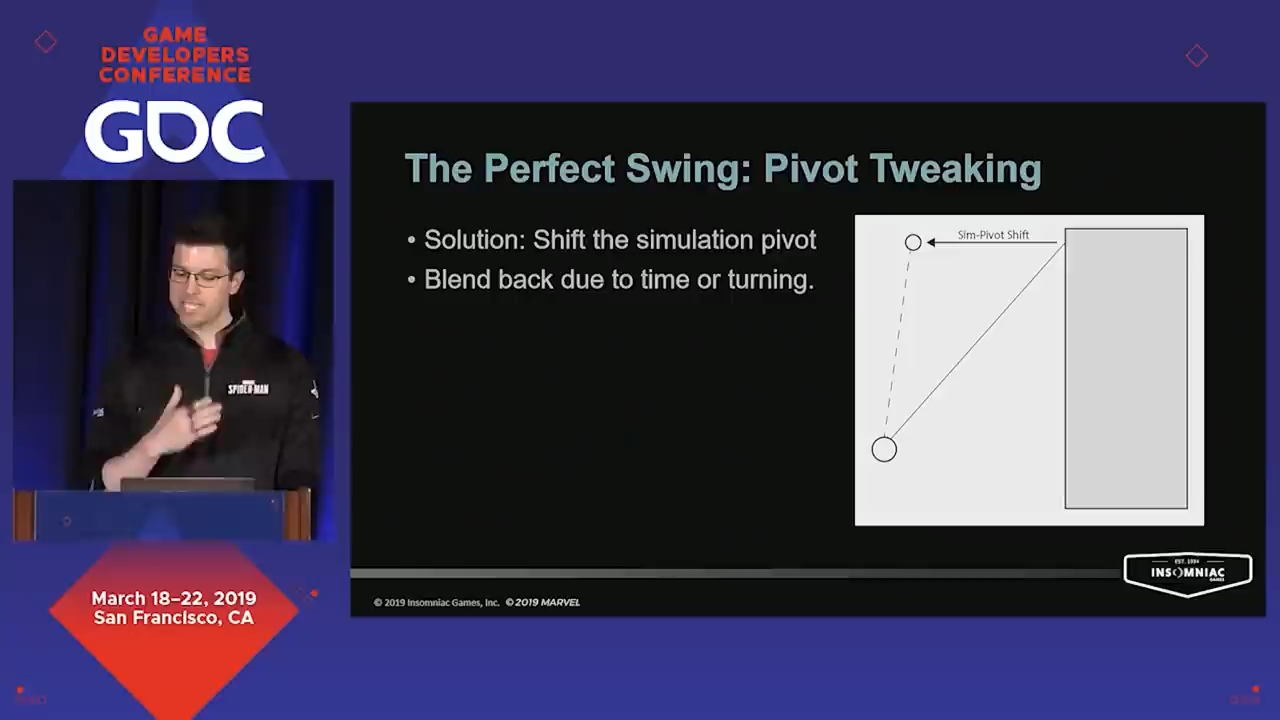 GAME
DEVELOPERS
CONFERENCE
GDC
The Perfect Swing: Pivot Tweaking
• Solution: Shift the simulation pivot
• Blend back due to time or turning.
Sim-Pivot Shift
SPIDER-MAN
EST. 1994
INSOMNIAC
GAMES
© 2019 Insomniac Games, Inc. © 2019 MARVEL
March 18–22, 2019
San Francisco, CA